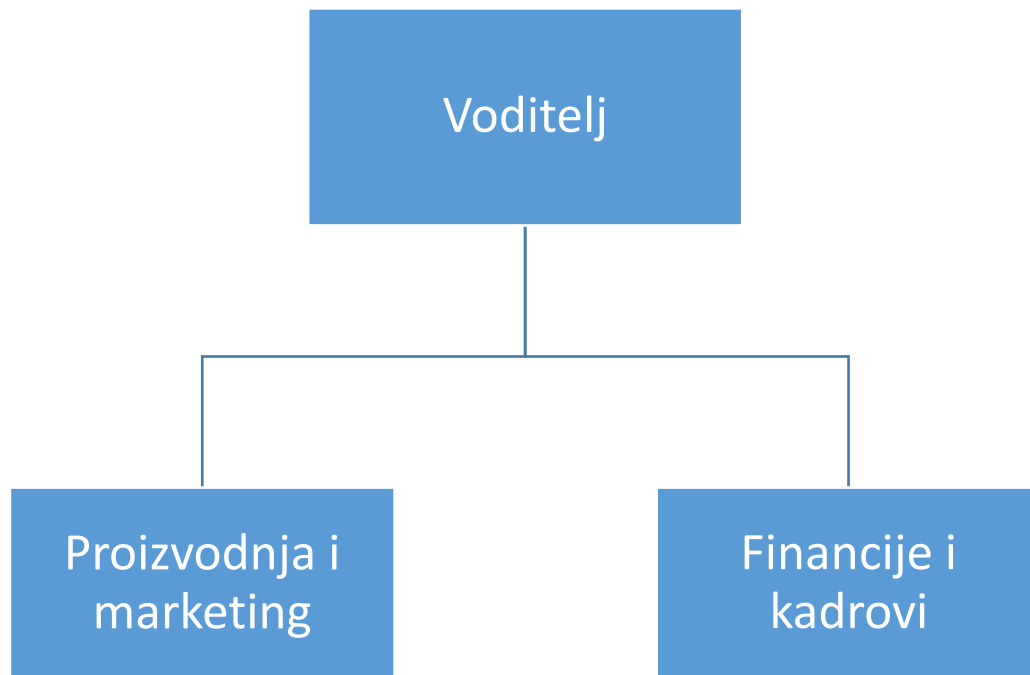 Voditelj
Proizvodnja i
marketing
Financije i
kadrovi